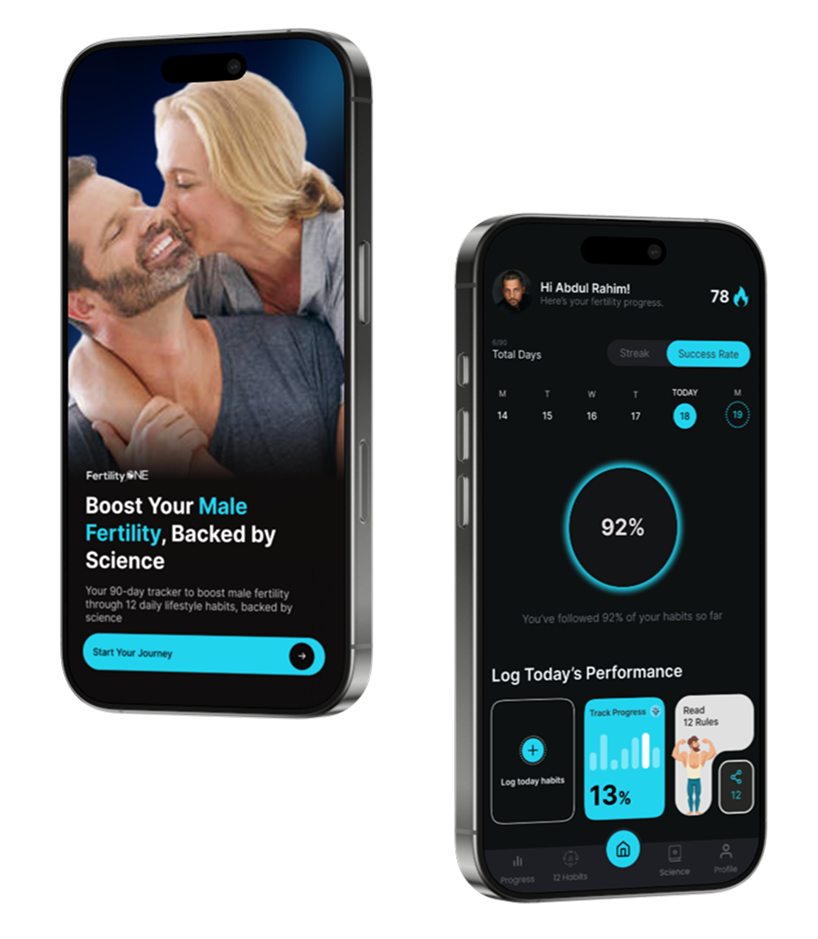 FertilityONE
Boost Your Male
Fertility, Backed by
Science
Your 90-day tracker to boost male fertility
through 12 daily lifestyle habits, backed by
science
Start Your Journey
Hi Abdul Rahim!
Here's your fertility progress.
78
6/90
Total Days
Streak
Success Rate
M T W T TODAY M
14 15 16 17 18 19
92%
You've followed 92% of your habits so far
Log Today's Performance
Log today habits
Track Progress
13%
Read
12 Rules
12
Progress
12 Habits
Science
Profile